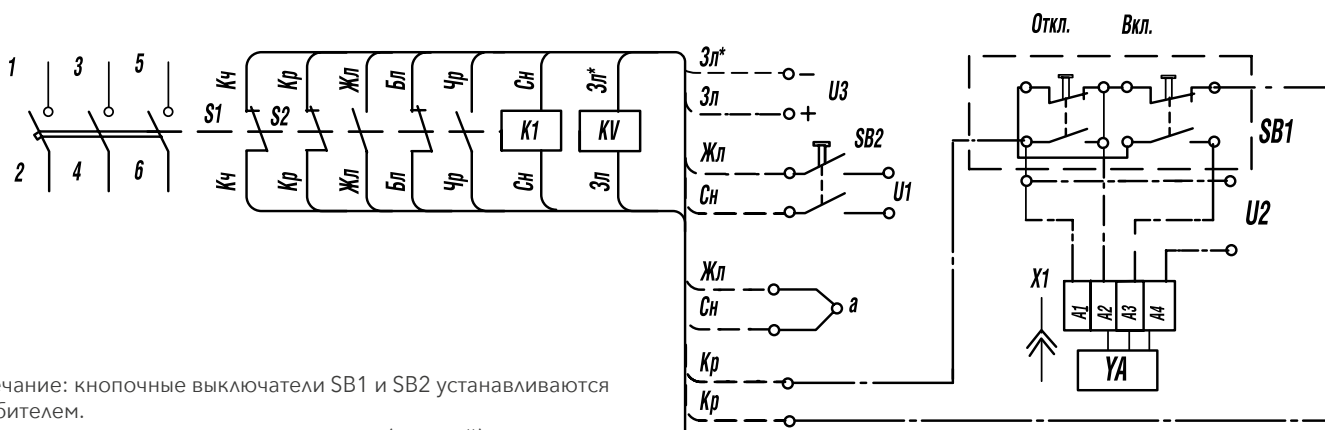 Откл. Вкл.
1 3 5
Кч Кр Жл Бл Чр Сн Зл*
Зл* –
U3
Зл +
S1 S2 К1 KV
SB2
SB1
Жл
2 4 6
Кч Кр Жл Бл Чр Сн Зл
U1
Сн
U2
Жл
X1
a
Сн
A1 A2 A3 A4
YA
Кр
ечание: кнопочные выключатели SB1 и SB2 устанавливаются
бителем.
Кр